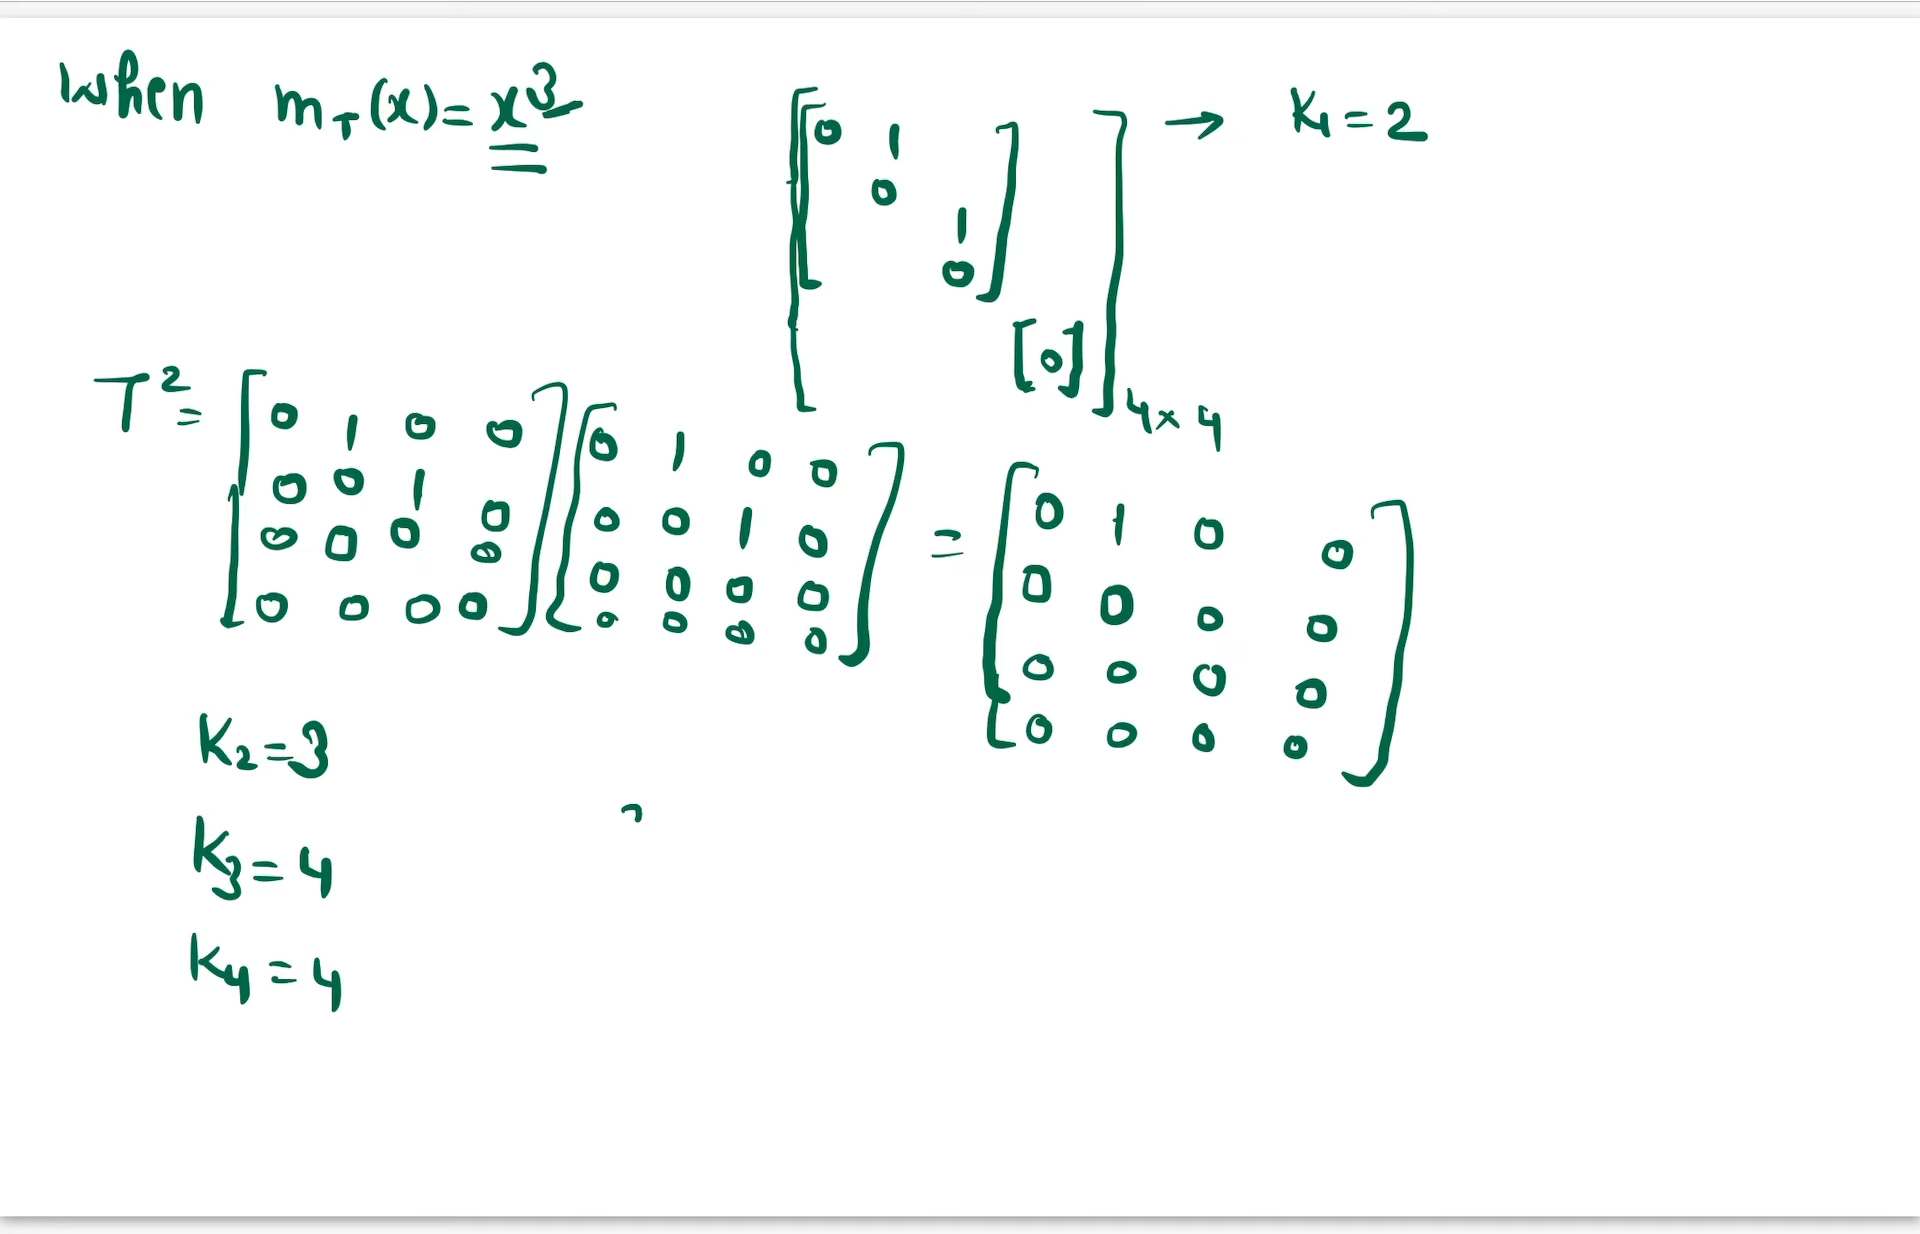 When m_T(x) = x^3
0 1
0
1
0
[0]
4×4
→ K_1 = 2
T^2 =
[0 1 0 0] [0 1 0 0] = [0 1 0 0]
[0 0 1 0] [0 0 1 0] [0 0 0 0]
[0 0 0 0] [0 0 0 0] [0 0 0 0]
[0 0 0 0] [0 0 0 0] [0 0 0 0]
K_2 = 3
K_3 = 4
K_4 = 4